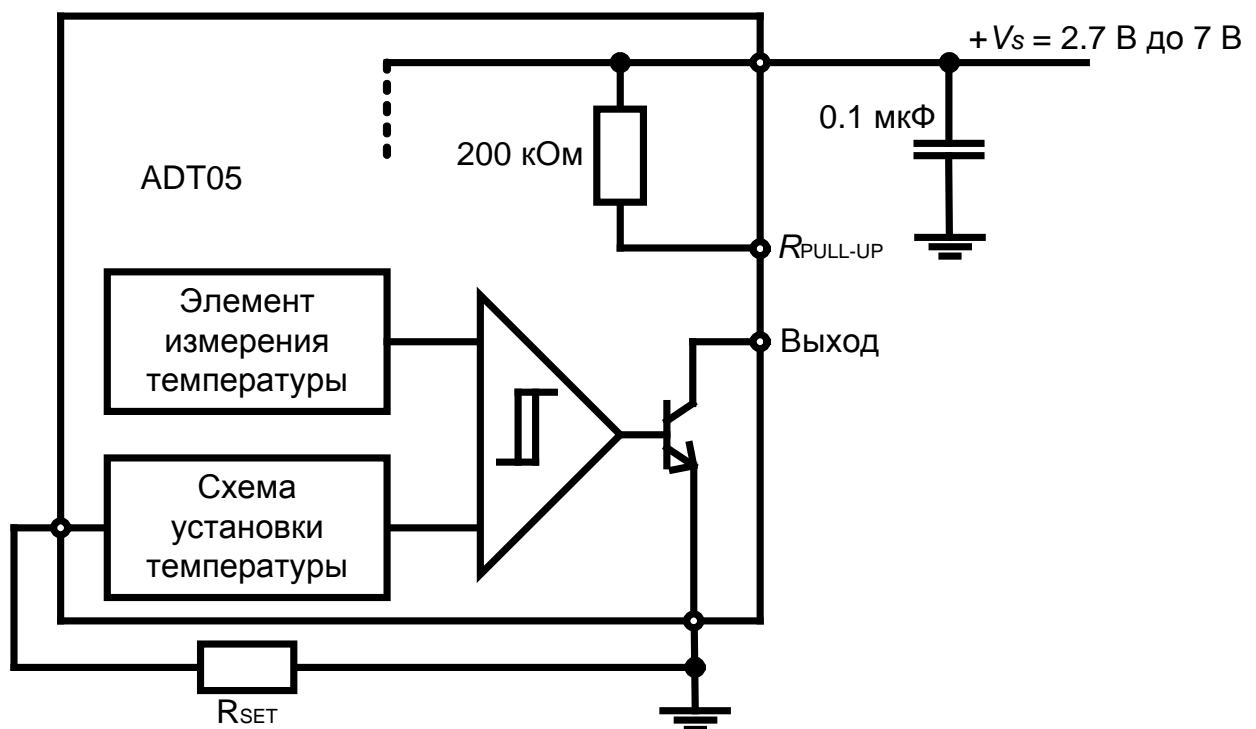 +Vs = 2.7 В до 7 В
0.1 мкФ
200 кОм
ADT05
RPULL-UP
Элемент
измерения
температуры
Выход
Схема
установки
температуры
RSET